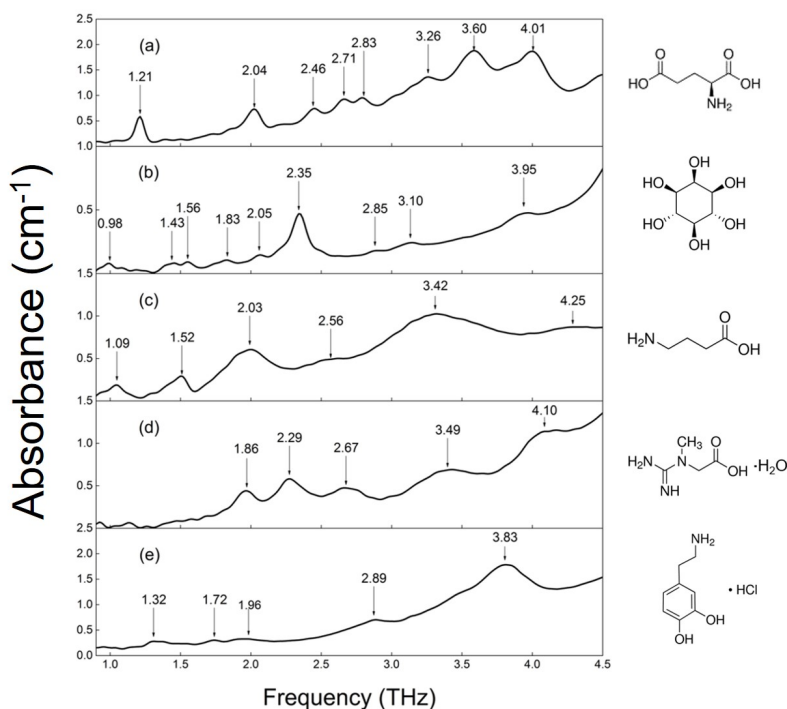 Absorbance (cm-1)
2.5
2.0
1.5
1.0
0.5
1.0
(a)
1.21
2.04
2.46
2.71
2.83
3.26
3.60
4.01
0.5
1.5
(b)
0.98
1.43
1.56
1.83
2.05
2.35
2.85
3.10
3.95
1.0
0.5
1.5
(c)
1.09
1.52
2.03
2.56
3.42
4.25
1.0
0.5
2.5
(d)
1.86
2.29
2.67
3.49
4.10
2.0
1.5
1.0
0.5
0.0
(e)
1.32
1.72
1.96
2.89
3.83
1.0 1.5 2.0 2.5 3.0 3.5 4.0 4.5
Frequency (THz)
O O
HO OH
NH2
OH
HO OH
HO OH
OH
O
H2N OH
CH3 O
H2N N OH ·H2O
NH
NH2
• HCl
OH
OH